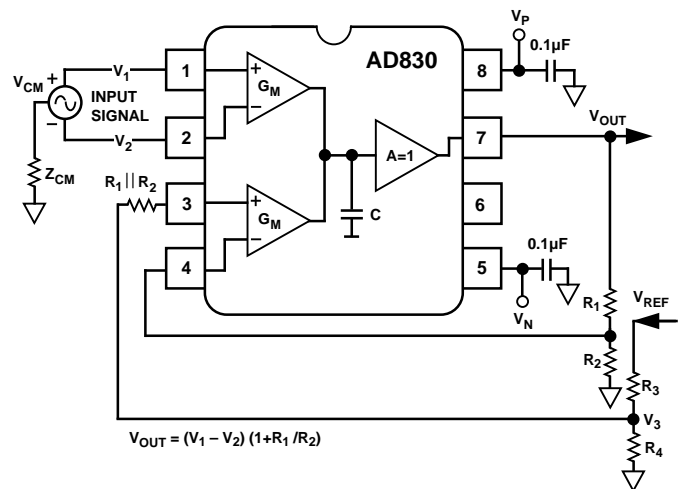 V_P
0.1µF
AD830
V_CM + −
V_1
INPUT
SIGNAL
V_2
Z_CM
R_1||R_2
1
2
3
4
+
−
G_M
+
−
G_M
A=1
C
8
7
6
5
V_OUT
0.1µF
V_N
R_1
V_REF
R_2
R_3
V_3
R_4
V_OUT = (V_1 – V_2) (1+R_1 /R_2)